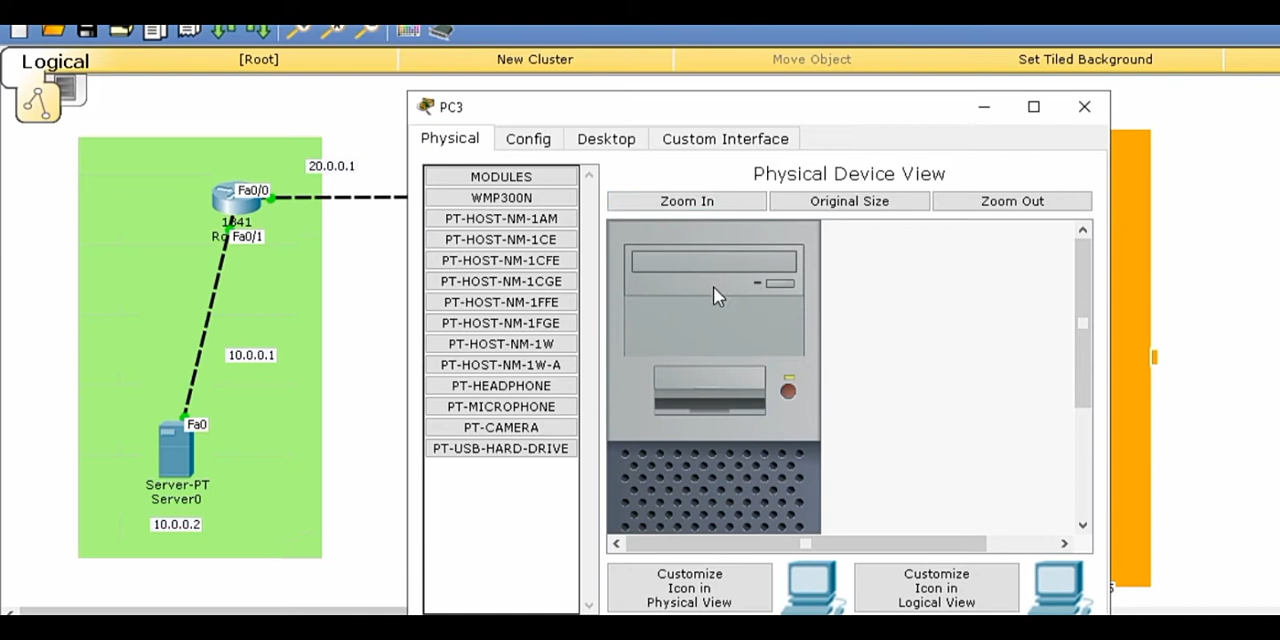 Logical
[Root]
New Cluster
Move Object
Set Tiled Background
PC3
Physical
Config
Desktop
Custom Interface
MODULES
WMP300N
PT-HOST-NM-1AM
PT-HOST-NM-1CE
PT-HOST-NM-1CFE
PT-HOST-NM-1CGE
PT-HOST-NM-1FFE
PT-HOST-NM-1FGE
PT-HOST-NM-1W
PT-HOST-NM-1W-A
PT-HEADPHONE
PT-MICROPHONE
PT-CAMERA
PT-USB-HARD-DRIVE
Physical Device View
Zoom In
Original Size
Zoom Out
Customize
Icon in
Physical View
Customize
Icon in
Logical View
20.0.0.1
Fa0/0
1841
Fa0/1
10.0.0.1
Fa0
Server-PT
Server0
10.0.0.2